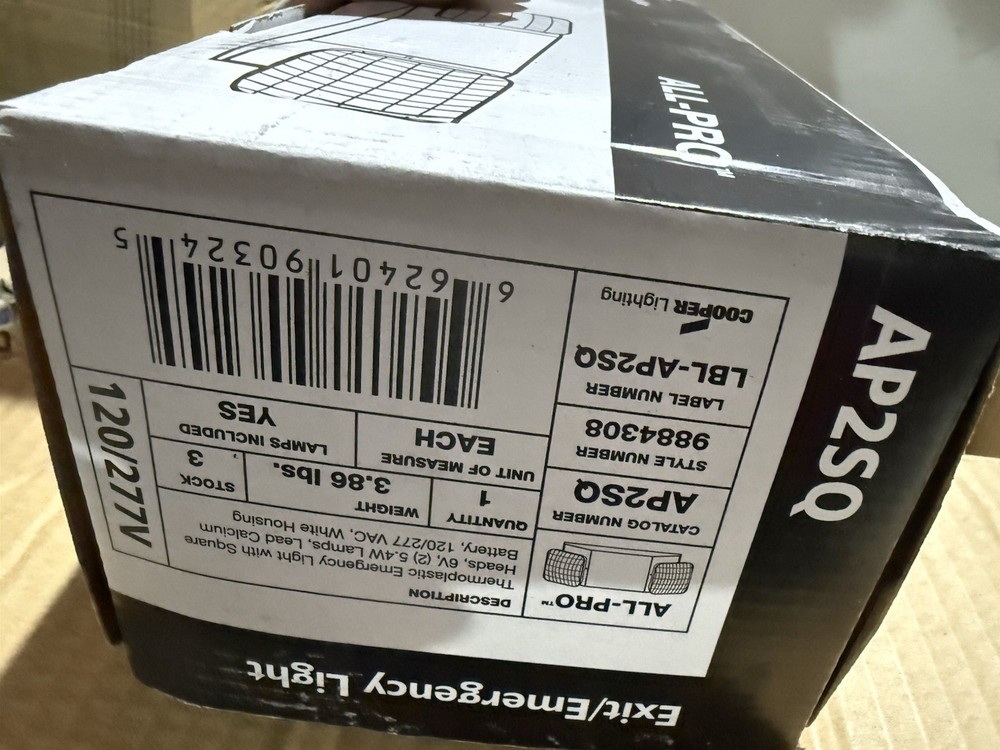 ALL-PRO™
AP2SQ
Exit/Emergency Light
ALL-PRO™
DESCRIPTION
Thermoplastic Emergency Light with Square
Heads, 6V, (2) 5.4W Lamps, Lead Calcium
Battery, 120/277 VAC, White Housing
CATALOG NUMBER
AP2SQ
QUANTITY
1
WEIGHT
3.86 lbs.
STOCK
3
STYLE NUMBER
9884308
UNIT OF MEASURE
EACH
LAMPS INCLUDED
YES
120/277V
LABEL NUMBER
LBL-AP2SQ
COOPER Lighting
6 62401 90324 5